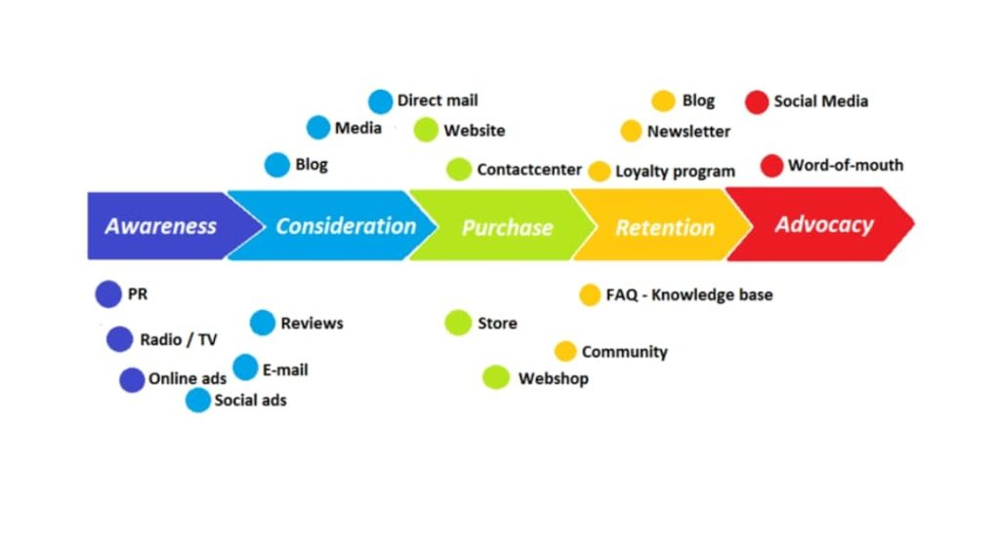 Direct mail
Social Media
Blog
Media
Website
Newsletter
Blog
Contactcenter
Loyalty program
Word-of-mouth
Awareness
Consideration
Purchase
Retention
Advocacy
PR
FAQ - Knowledge base
Reviews
Store
Radio / TV
Community
E-mail
Online ads
Webshop
Social ads